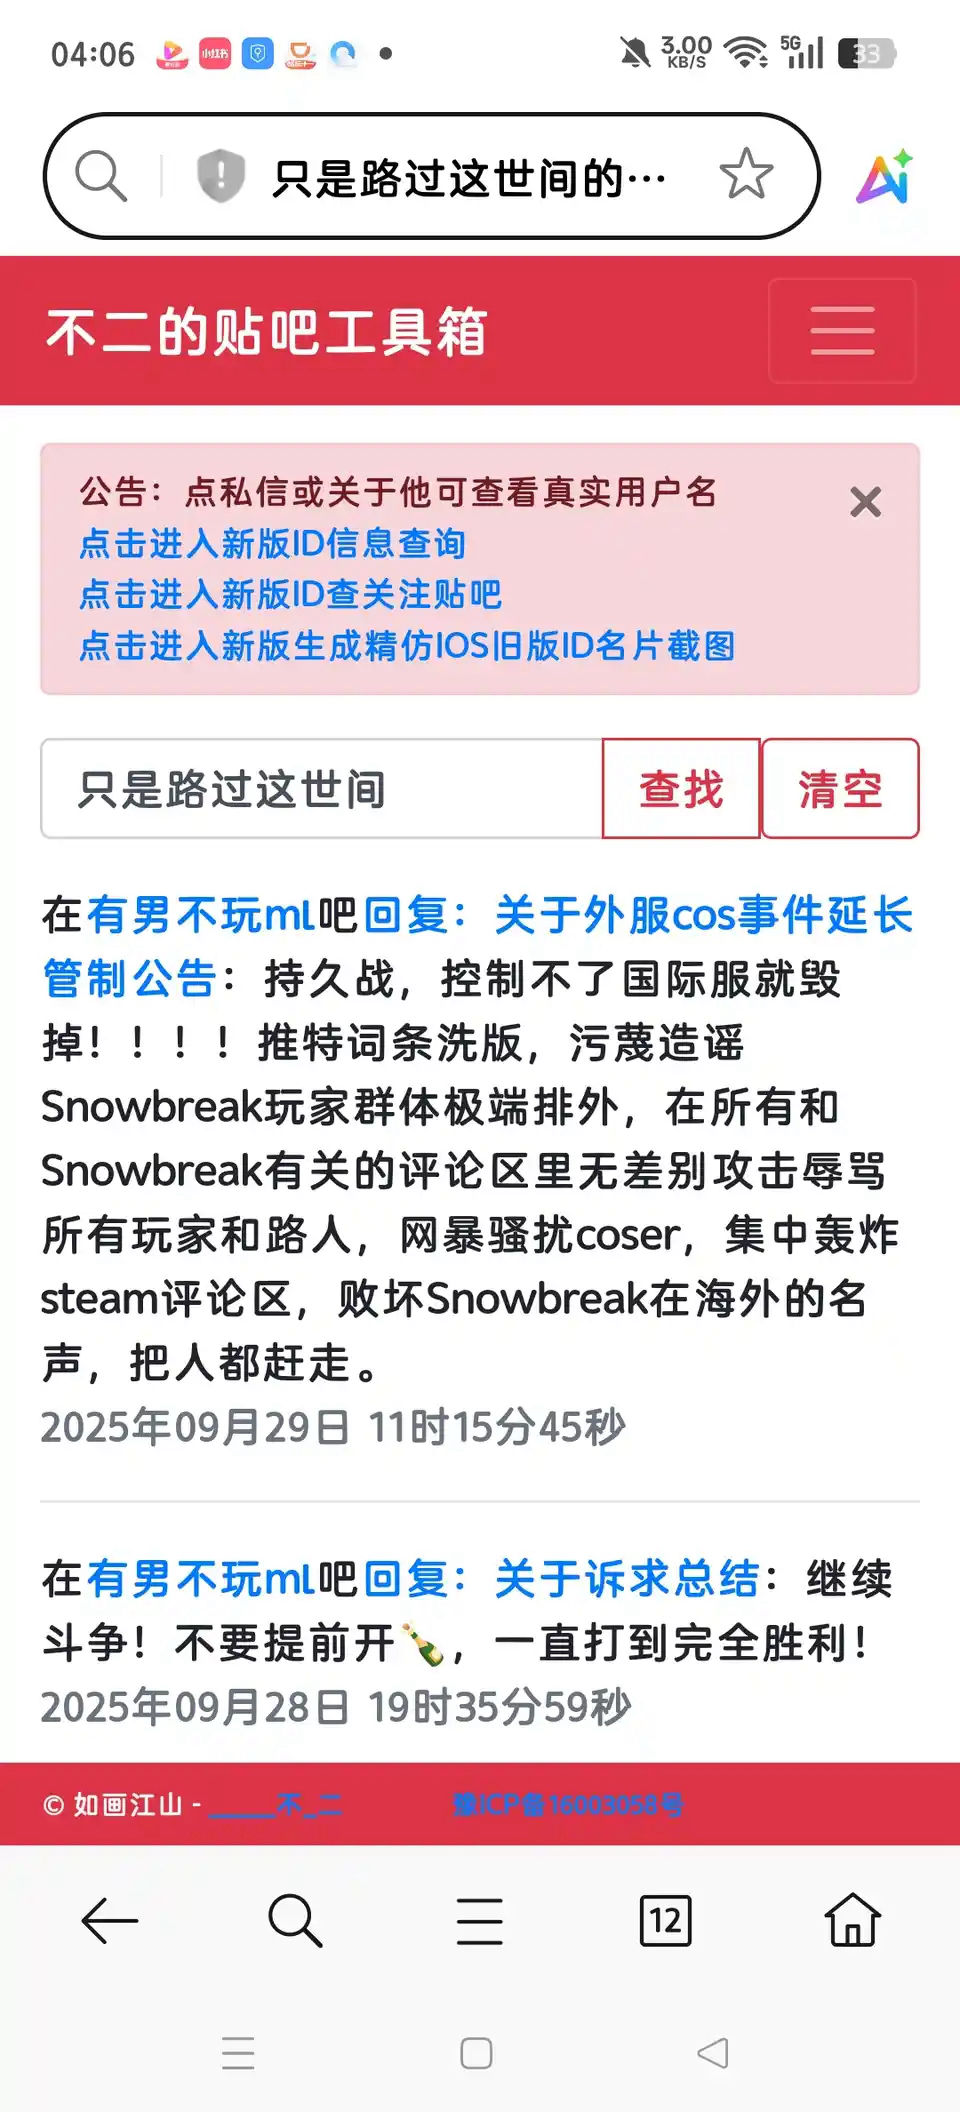 04:06
小红书
3.00
KB/S
5G
33
只是路过这世间的…
Ai
不二的贴吧工具箱
公告：点私信或关于他可查看真实用户名
点击进入新版ID信息查询
点击进入新版ID查关注贴吧
点击进入新版生成精仿IOS旧版ID名片截图
只是路过这世间
查找
清空
在有男不玩ml吧回复：关于外服cos事件延长
管制公告：持久战，控制不了国际服就毁
掉！！！！推特词条洗版，污蔑造谣
Snowbreak玩家群体极端排外，在所有和
Snowbreak有关的评论区里无差别攻击辱骂
所有玩家和路人，网暴骚扰coser，集中轰炸
steam评论区，败坏Snowbreak在海外的名
声，把人都赶走。
2025年09月29日 11时15分45秒
在有男不玩ml吧回复：关于诉求总结：继续
斗争！不要提前开🍾，一直打到完全胜利！
2025年09月28日 19时35分59秒
© 如画江山 - _____不_二 豫ICP备16003058号
12